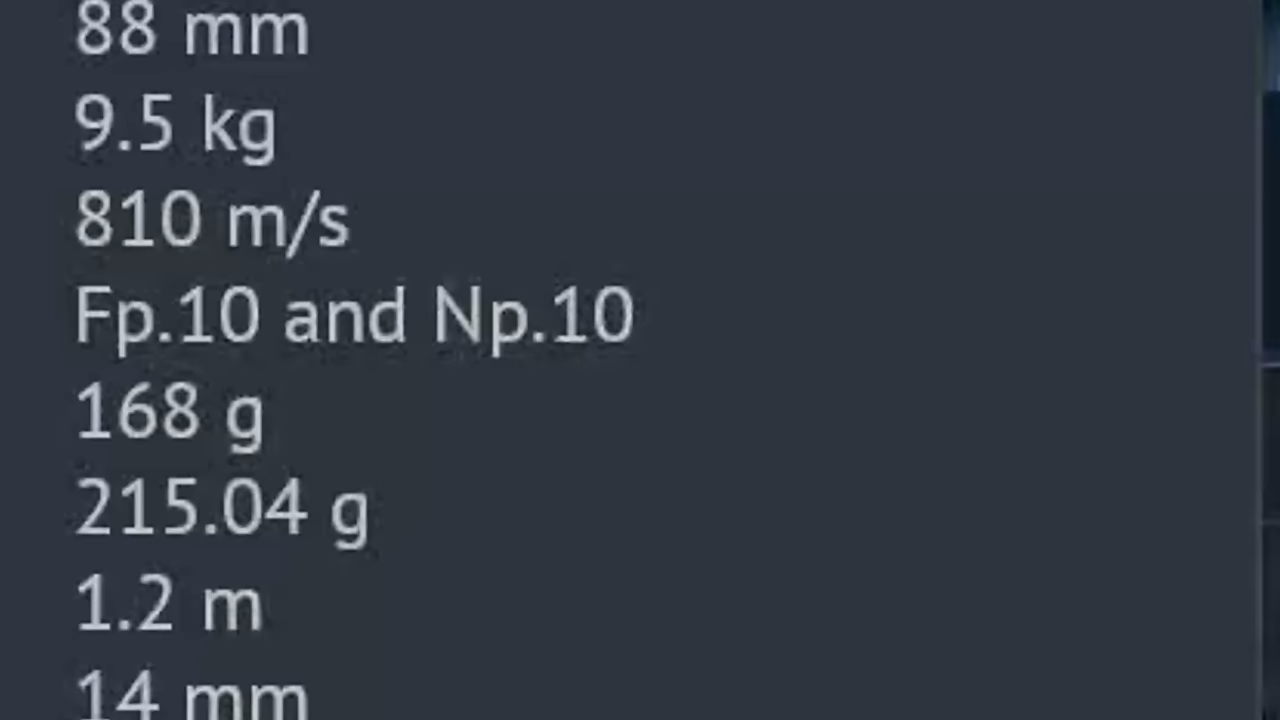 88 mm
9.5 kg
810 m/s
Fp.10 and Np.10
168 g
215.04 g
1.2 m
14 mm